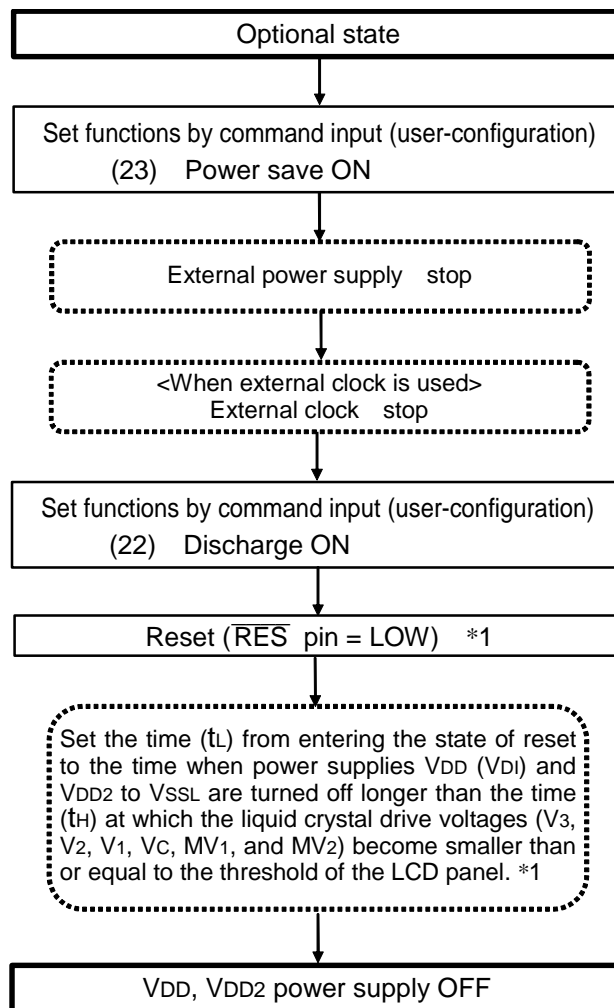 Optional state
Set functions by command input (user-configuration)
(23) Power save ON
External power supply stop
<When external clock is used>
External clock stop
Set functions by command input (user-configuration)
(22) Discharge ON
Reset (R̅E̅S̅ pin = LOW) *1
Set the time (tL) from entering the state of reset
to the time when power supplies VDD (VDI) and
VDD2 to VSSL are turned off longer than the time
(tH) at which the liquid crystal drive voltages (V3,
V2, V1, VC, MV1, and MV2) become smaller than
or equal to the threshold of the LCD panel. *1
VDD, VDD2 power supply OFF